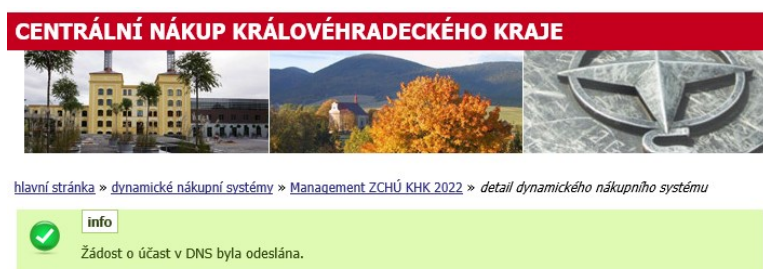 CENTRÁLNÍ NÁKUP KRÁLOVÉHRADECKÉHO KRAJE
hlavní stránka » dynamické nákupní systémy » Management ZCHÚ KHK 2022 » detail dynamického nákupního systému
info
Žádost o účast v DNS byla odeslána.